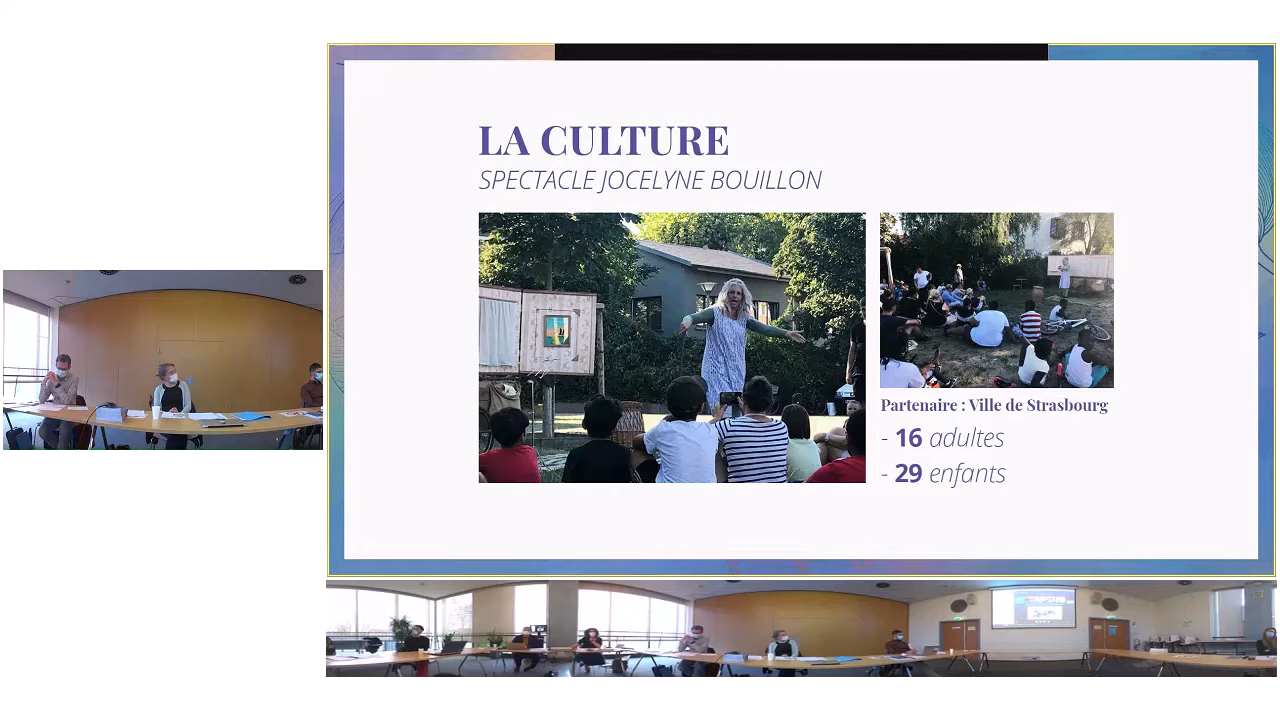 LA CULTURE
SPECTACLE JOCELYNE BOUILLON
Partenaire : Ville de Strasbourg
- 16 adultes
- 29 enfants